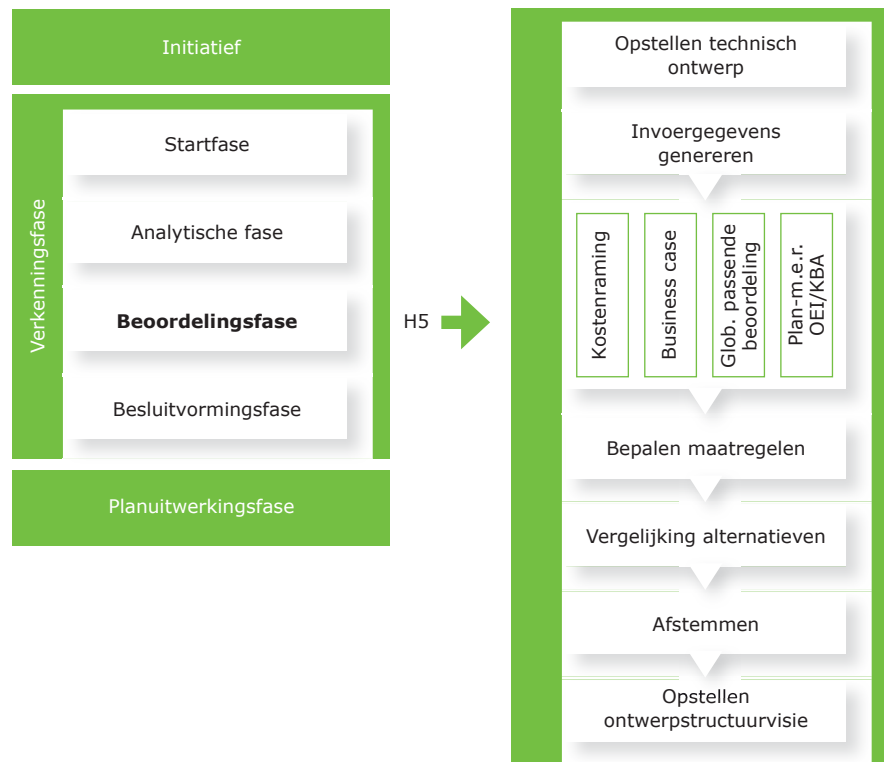 Initiatief
Verkenningsfase
Startfase
Analytische fase
Beoordelingsfase
Besluitvormingsfase
Planuitwerkingsfase
H5
Opstellen technisch
ontwerp
Invoergegevens
genereren
Kostenraming
Business case
Glob. passende
beoordeling
Plan-m.e.r.
OEI/KBA
Bepalen maatregelen
Vergelijking alternatieven
Afstemmen
Opstellen
ontwerpstructuurvisie